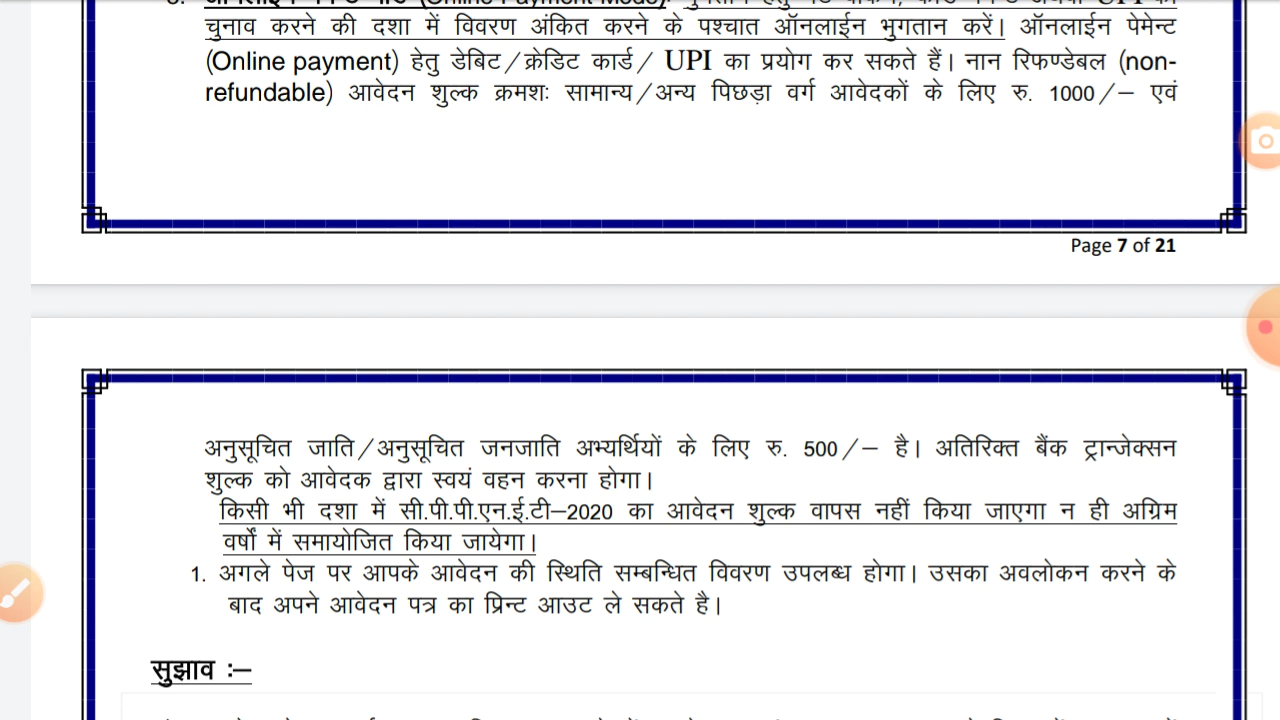 (Online Payment Mode):
चुनाव करने की दशा में विवरण अंकित करने के पश्चात ऑनलाईन भुगतान करें। ऑनलाईन पेमेन्ट
(Online payment) हेतु डेबिट/क्रेडिट कार्ड/ UPI का प्रयोग कर सकते हैं। नान रिफण्डेबल (non-
refundable) आवेदन शुल्क क्रमशः सामान्य/अन्य पिछड़ा वर्ग आवेदकों के लिए रु. 1000/– एवं
Page 7 of 21
अनुसूचित जाति/अनुसूचित जनजाति अभ्यर्थियों के लिए रु. 500/– है। अतिरिक्त बैंक ट्रान्जेक्सन
शुल्क को आवेदक द्वारा स्वयं वहन करना होगा।
किसी भी दशा में सी.पी.पी.एन.ई.टी–2020 का आवेदन शुल्क वापस नहीं किया जाएगा न ही अग्रिम
वर्षों में समायोजित किया जायेगा।
1. अगले पेज पर आपके आवेदन की स्थिति सम्बन्धित विवरण उपलब्ध होगा। उसका अवलोकन करने के
बाद अपने आवेदन पत्र का प्रिन्ट आउट ले सकते है।
सुझाव :–